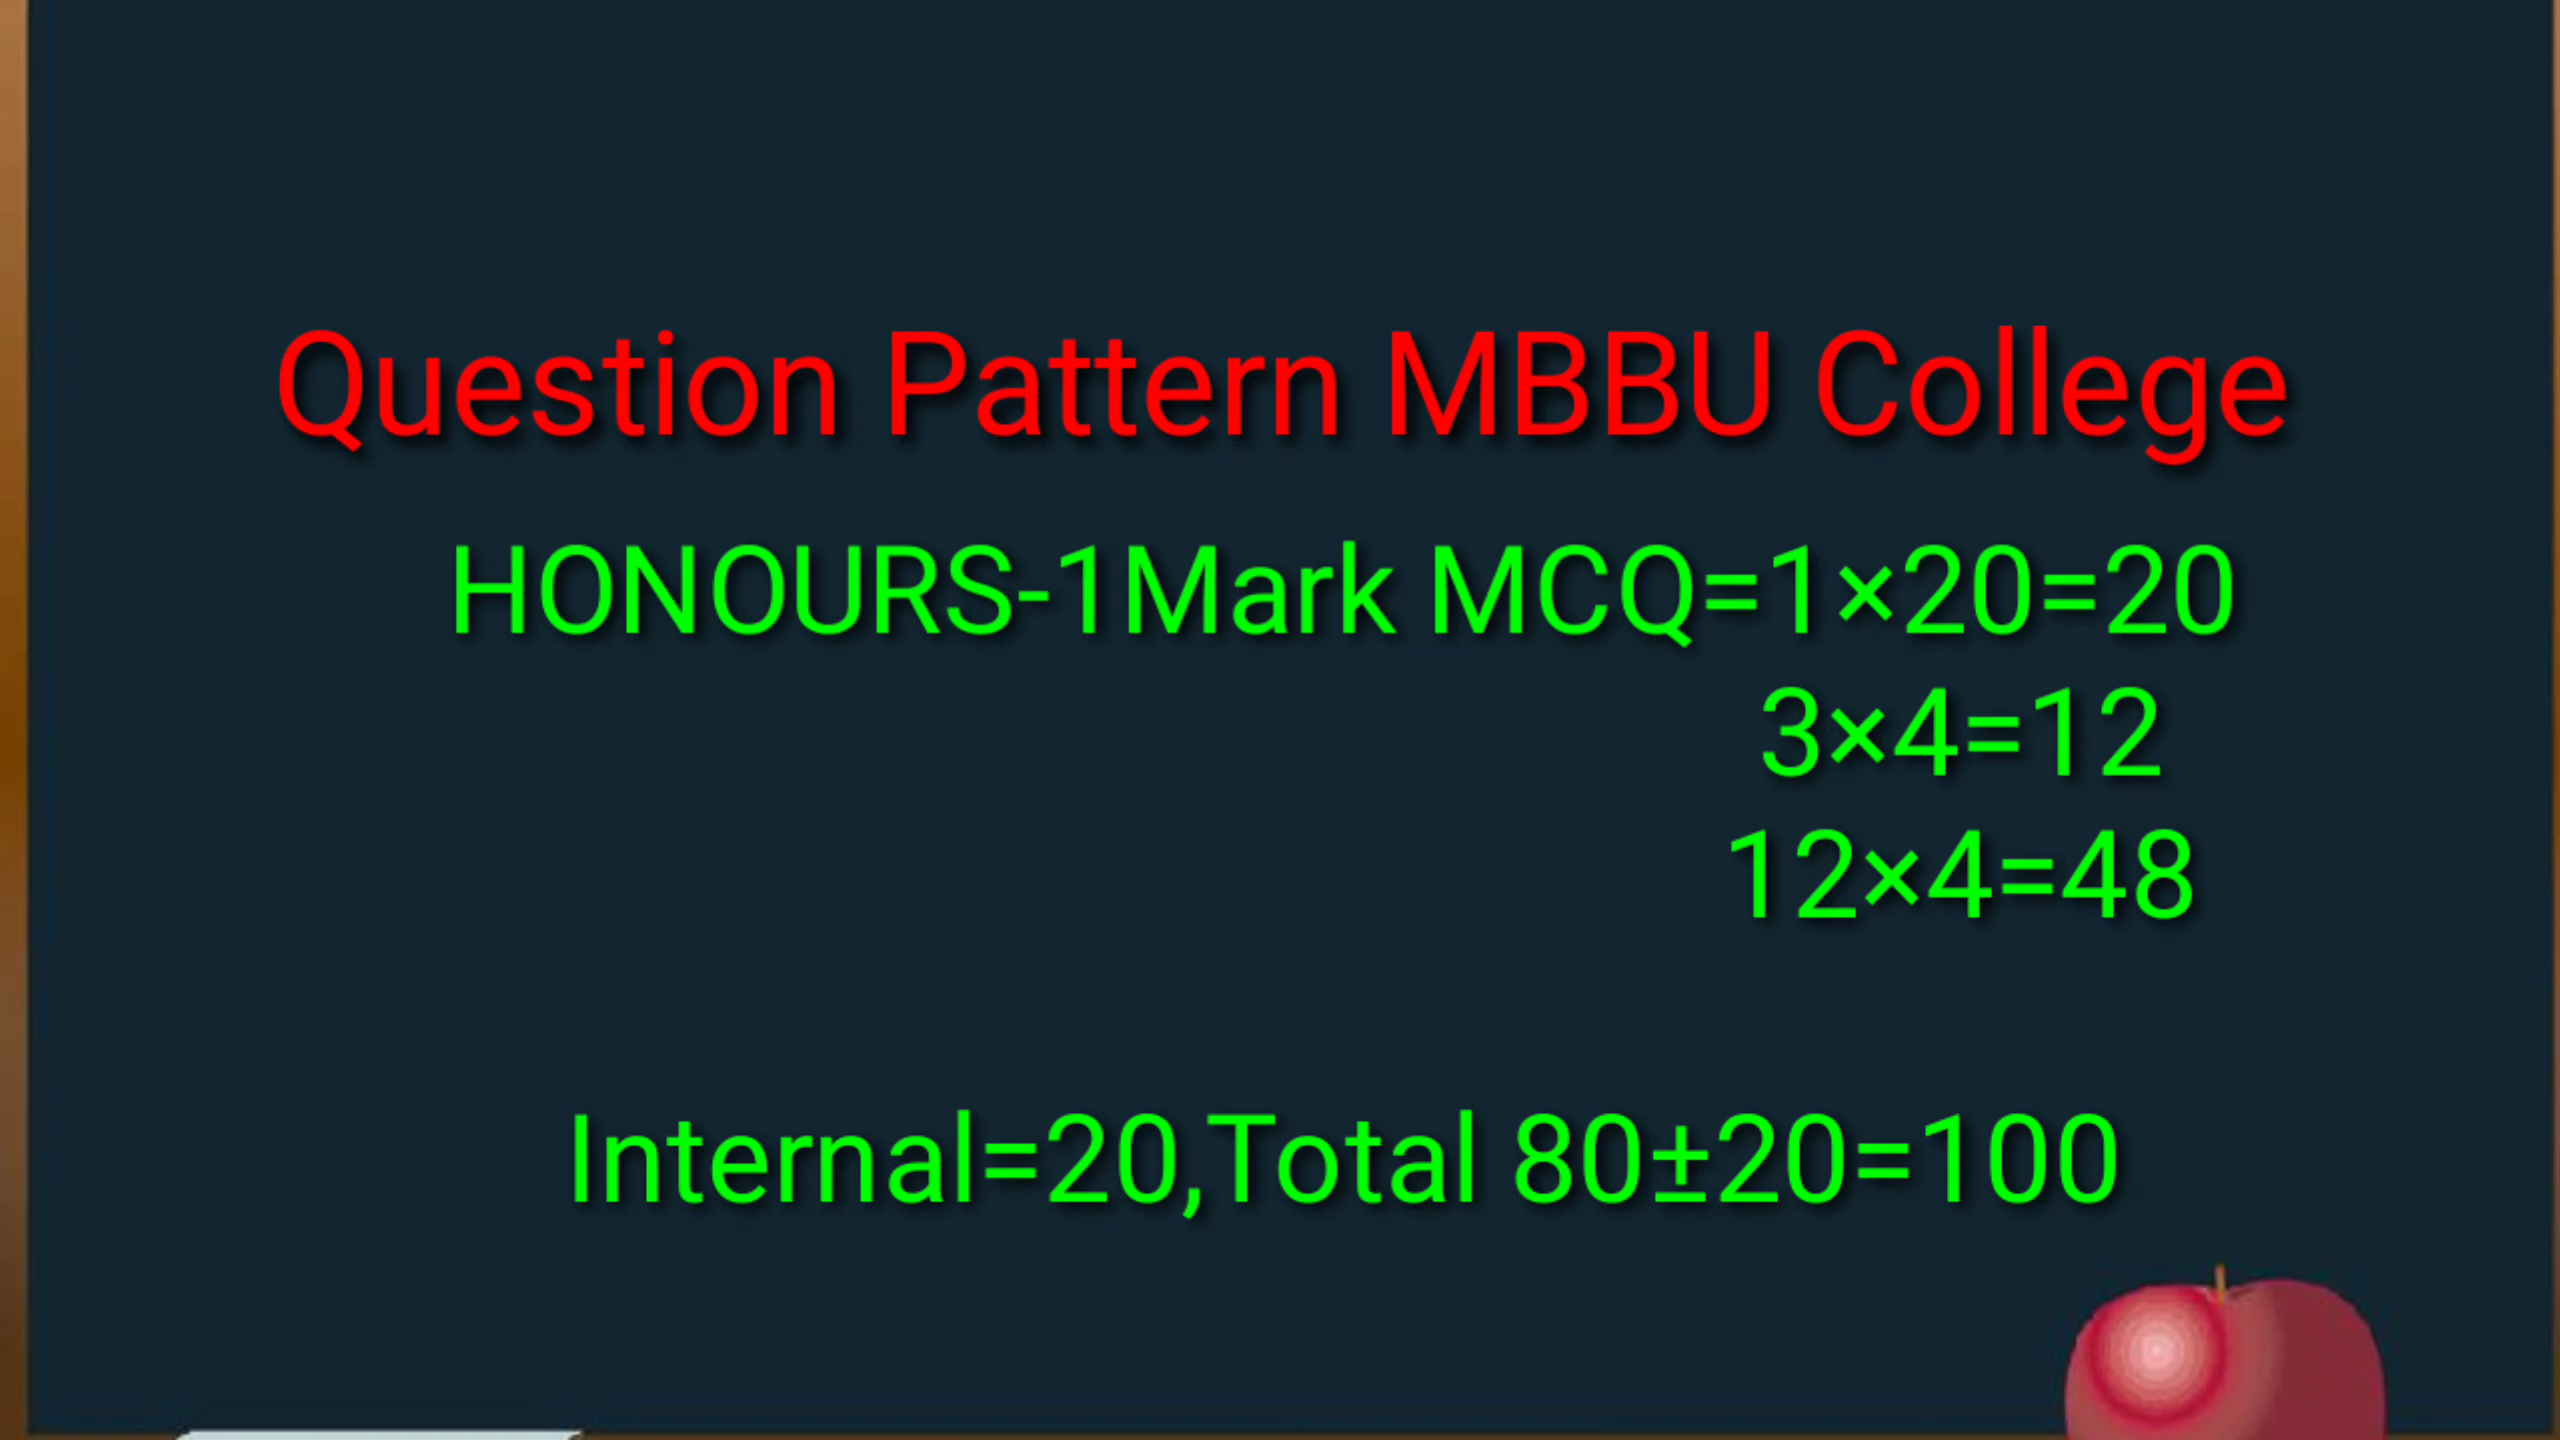 Question Pattern MBBU College
HONOURS-1Mark MCQ=1×20=20
3×4=12
12×4=48
Internal=20,Total 80±20=100